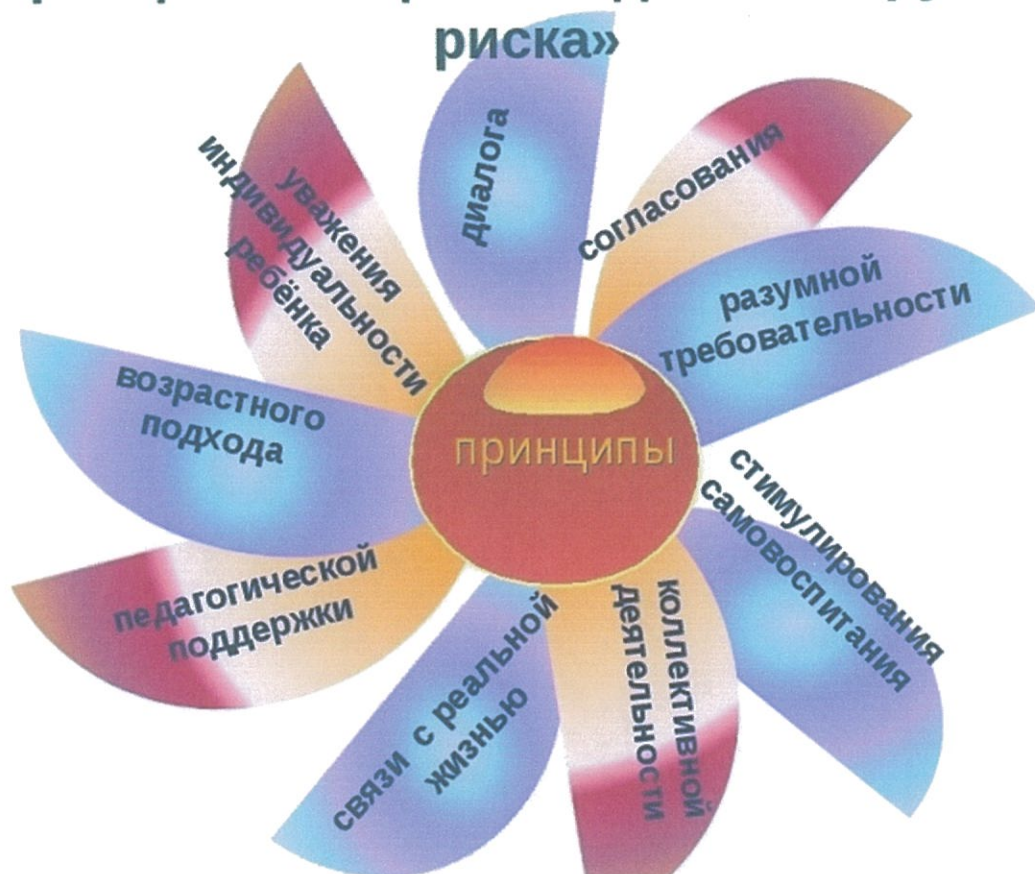 риска»
диалога
согласования
разумной
требовательности
стимулирования
самовоспитания
коллективной
деятельности
связи с реальной
жизнью
педагогической
поддержки
возрастного
подхода
уважения
индивидуальности
ребёнка
принципы